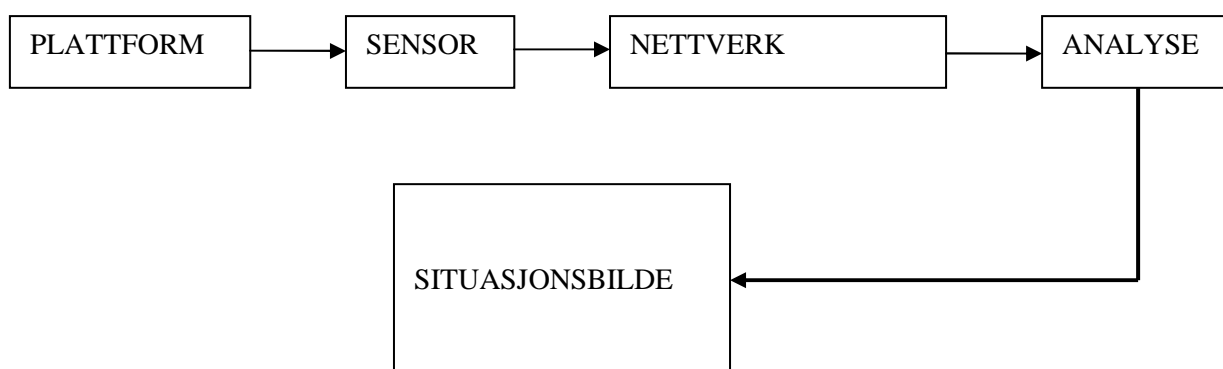 PLATTFORM
SENSOR
NETTVERK
ANALYSE
SITUASJONSBILDE